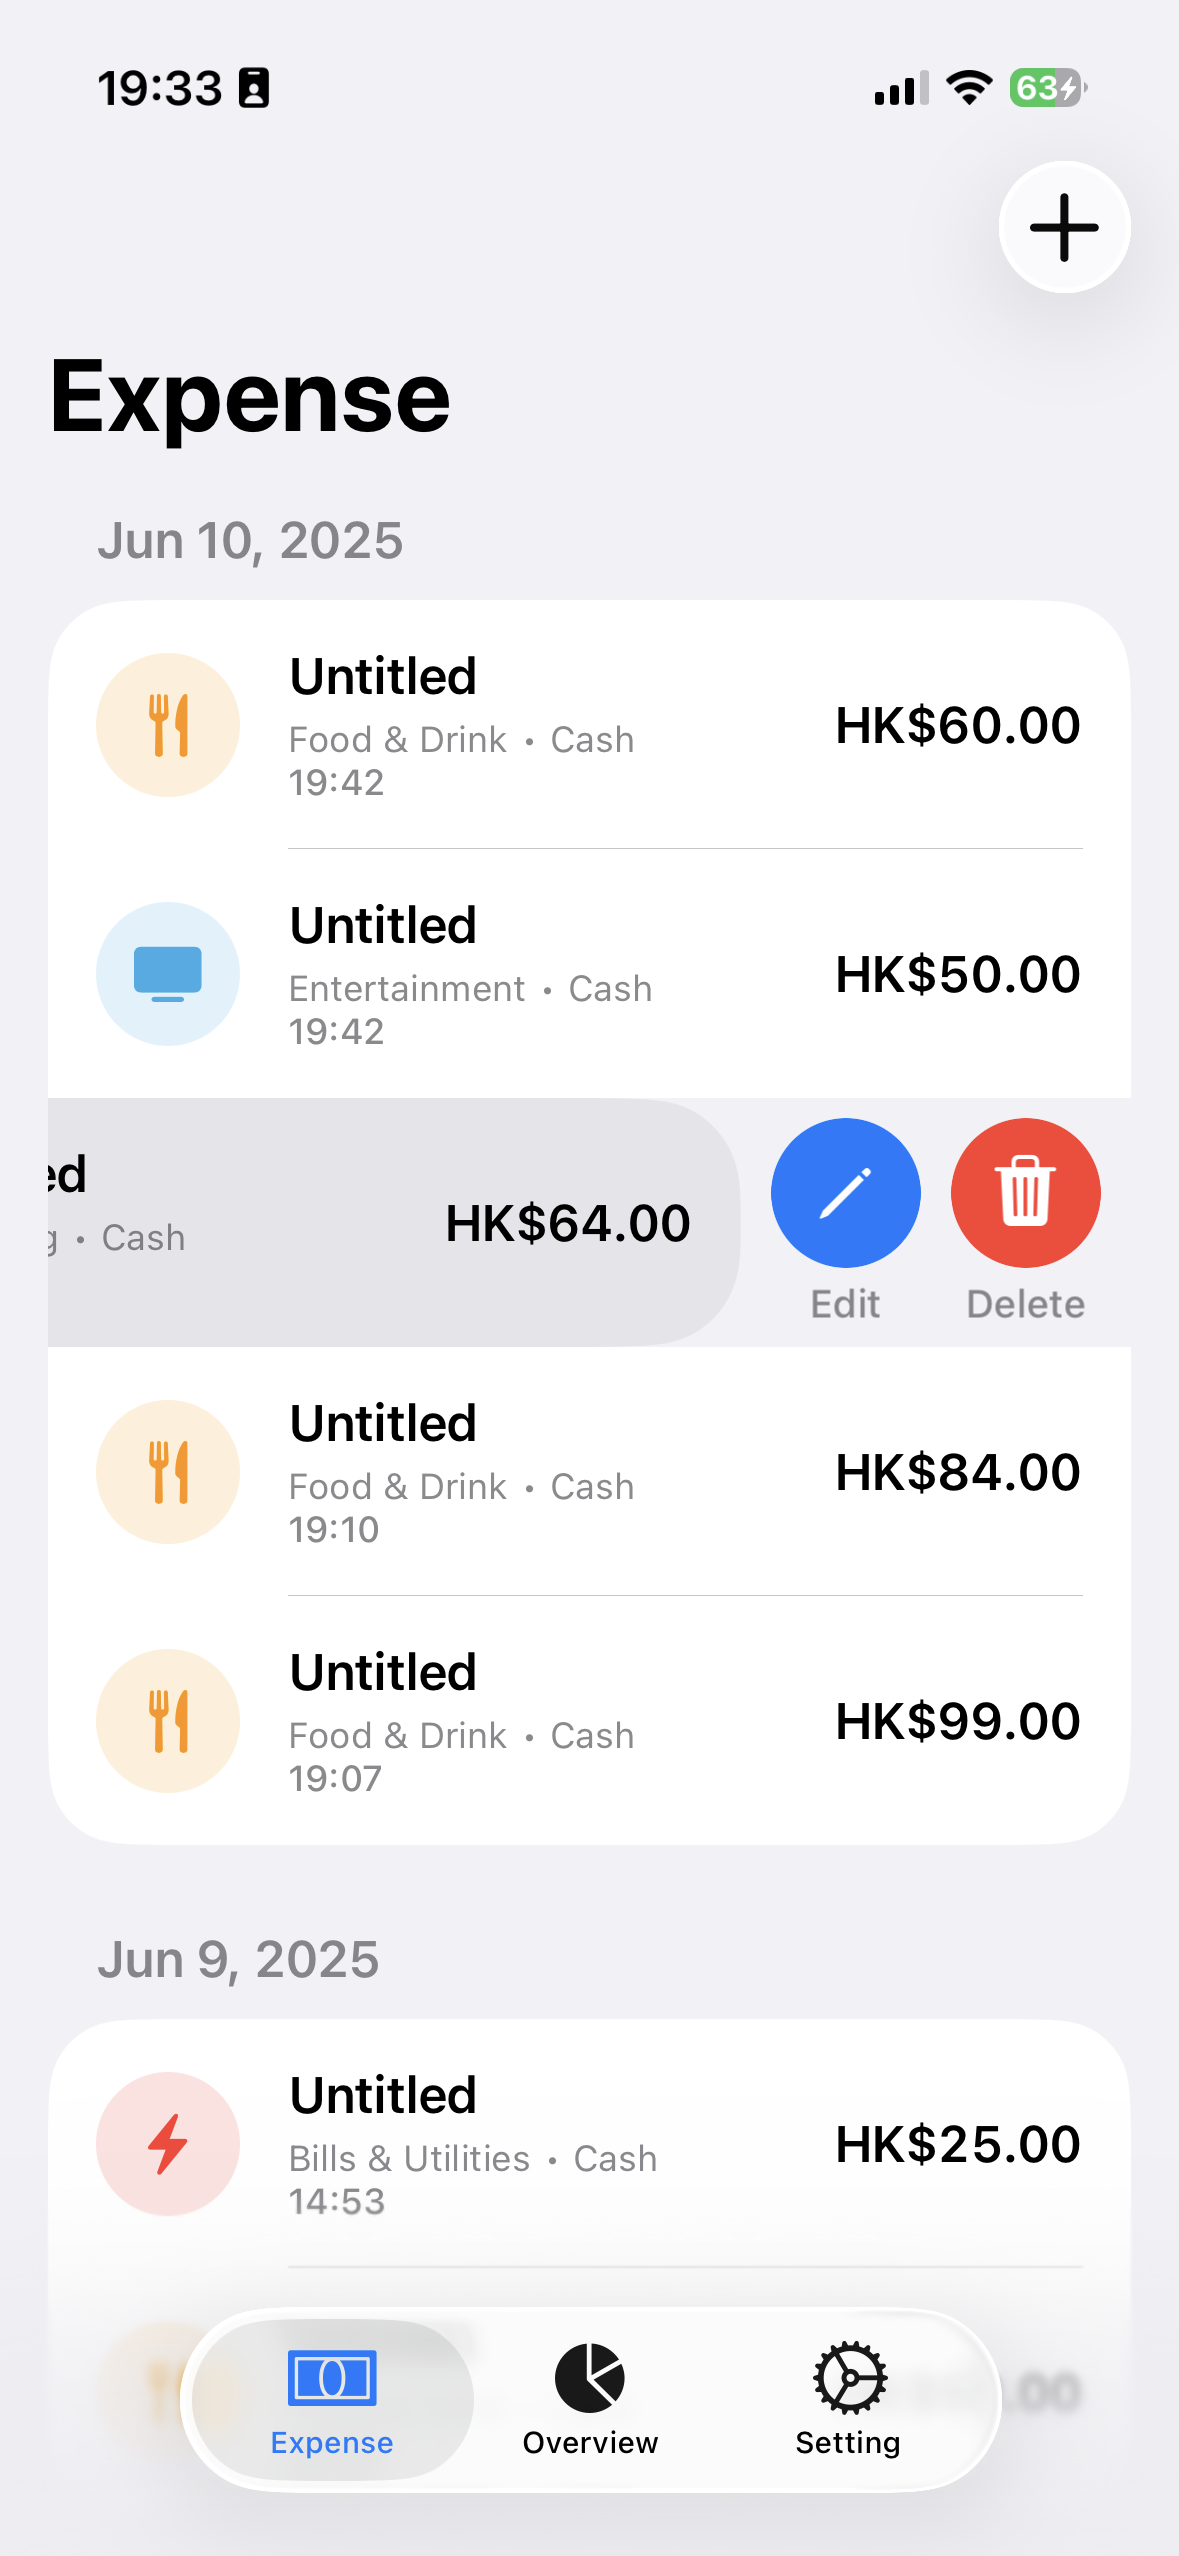 19:33
63
Expense
Jun 10, 2025
Untitled
Food & Drink • Cash
19:42
HK$60.00
Untitled
Entertainment • Cash
19:42
HK$50.00
ed
g • Cash
HK$64.00
Edit
Delete
Untitled
Food & Drink • Cash
19:10
HK$84.00
Untitled
Food & Drink • Cash
19:07
HK$99.00
Jun 9, 2025
Untitled
Bills & Utilities • Cash
14:53
HK$25.00
.00
Expense
Overview
Setting